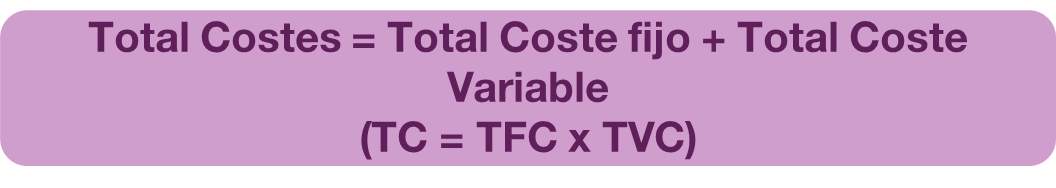 Total Costes = Total Coste fijo + Total Coste
Variable
(TC = TFC x TVC)